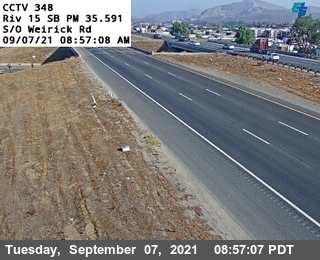 CCTV 348
Riv 15 SB PM 35.591
S/O Weirick Rd
09/07/21 08:57:08 AM
Tuesday, September 07, 2021 08:57:07 PDT